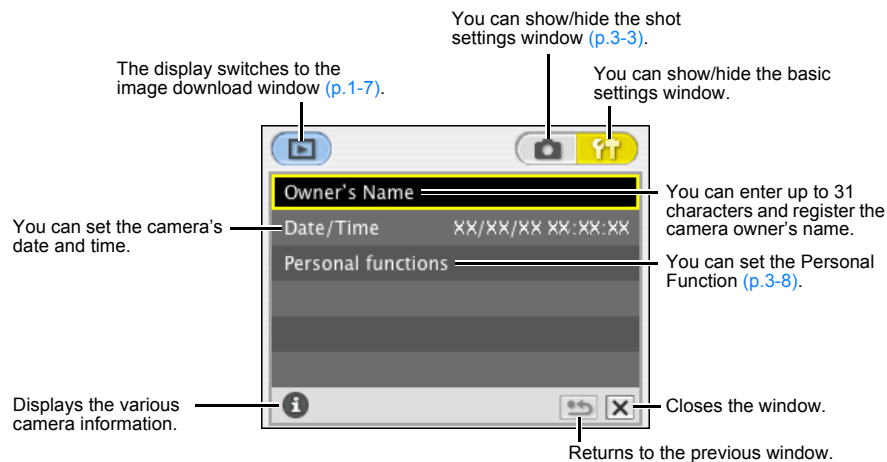 You can show/hide the shot
settings window (p.3-3).
The display switches to the
image download window (p.1-7).
You can show/hide the basic
settings window.
Owner's Name
You can enter up to 31
characters and register the
camera owner's name.
You can set the camera's
date and time.
Date/Time XX/XX/XX XX:XX:XX
Personal functions
You can set the Personal
Function (p.3-8).
Displays the various
camera information.
Closes the window.
Returns to the previous window.